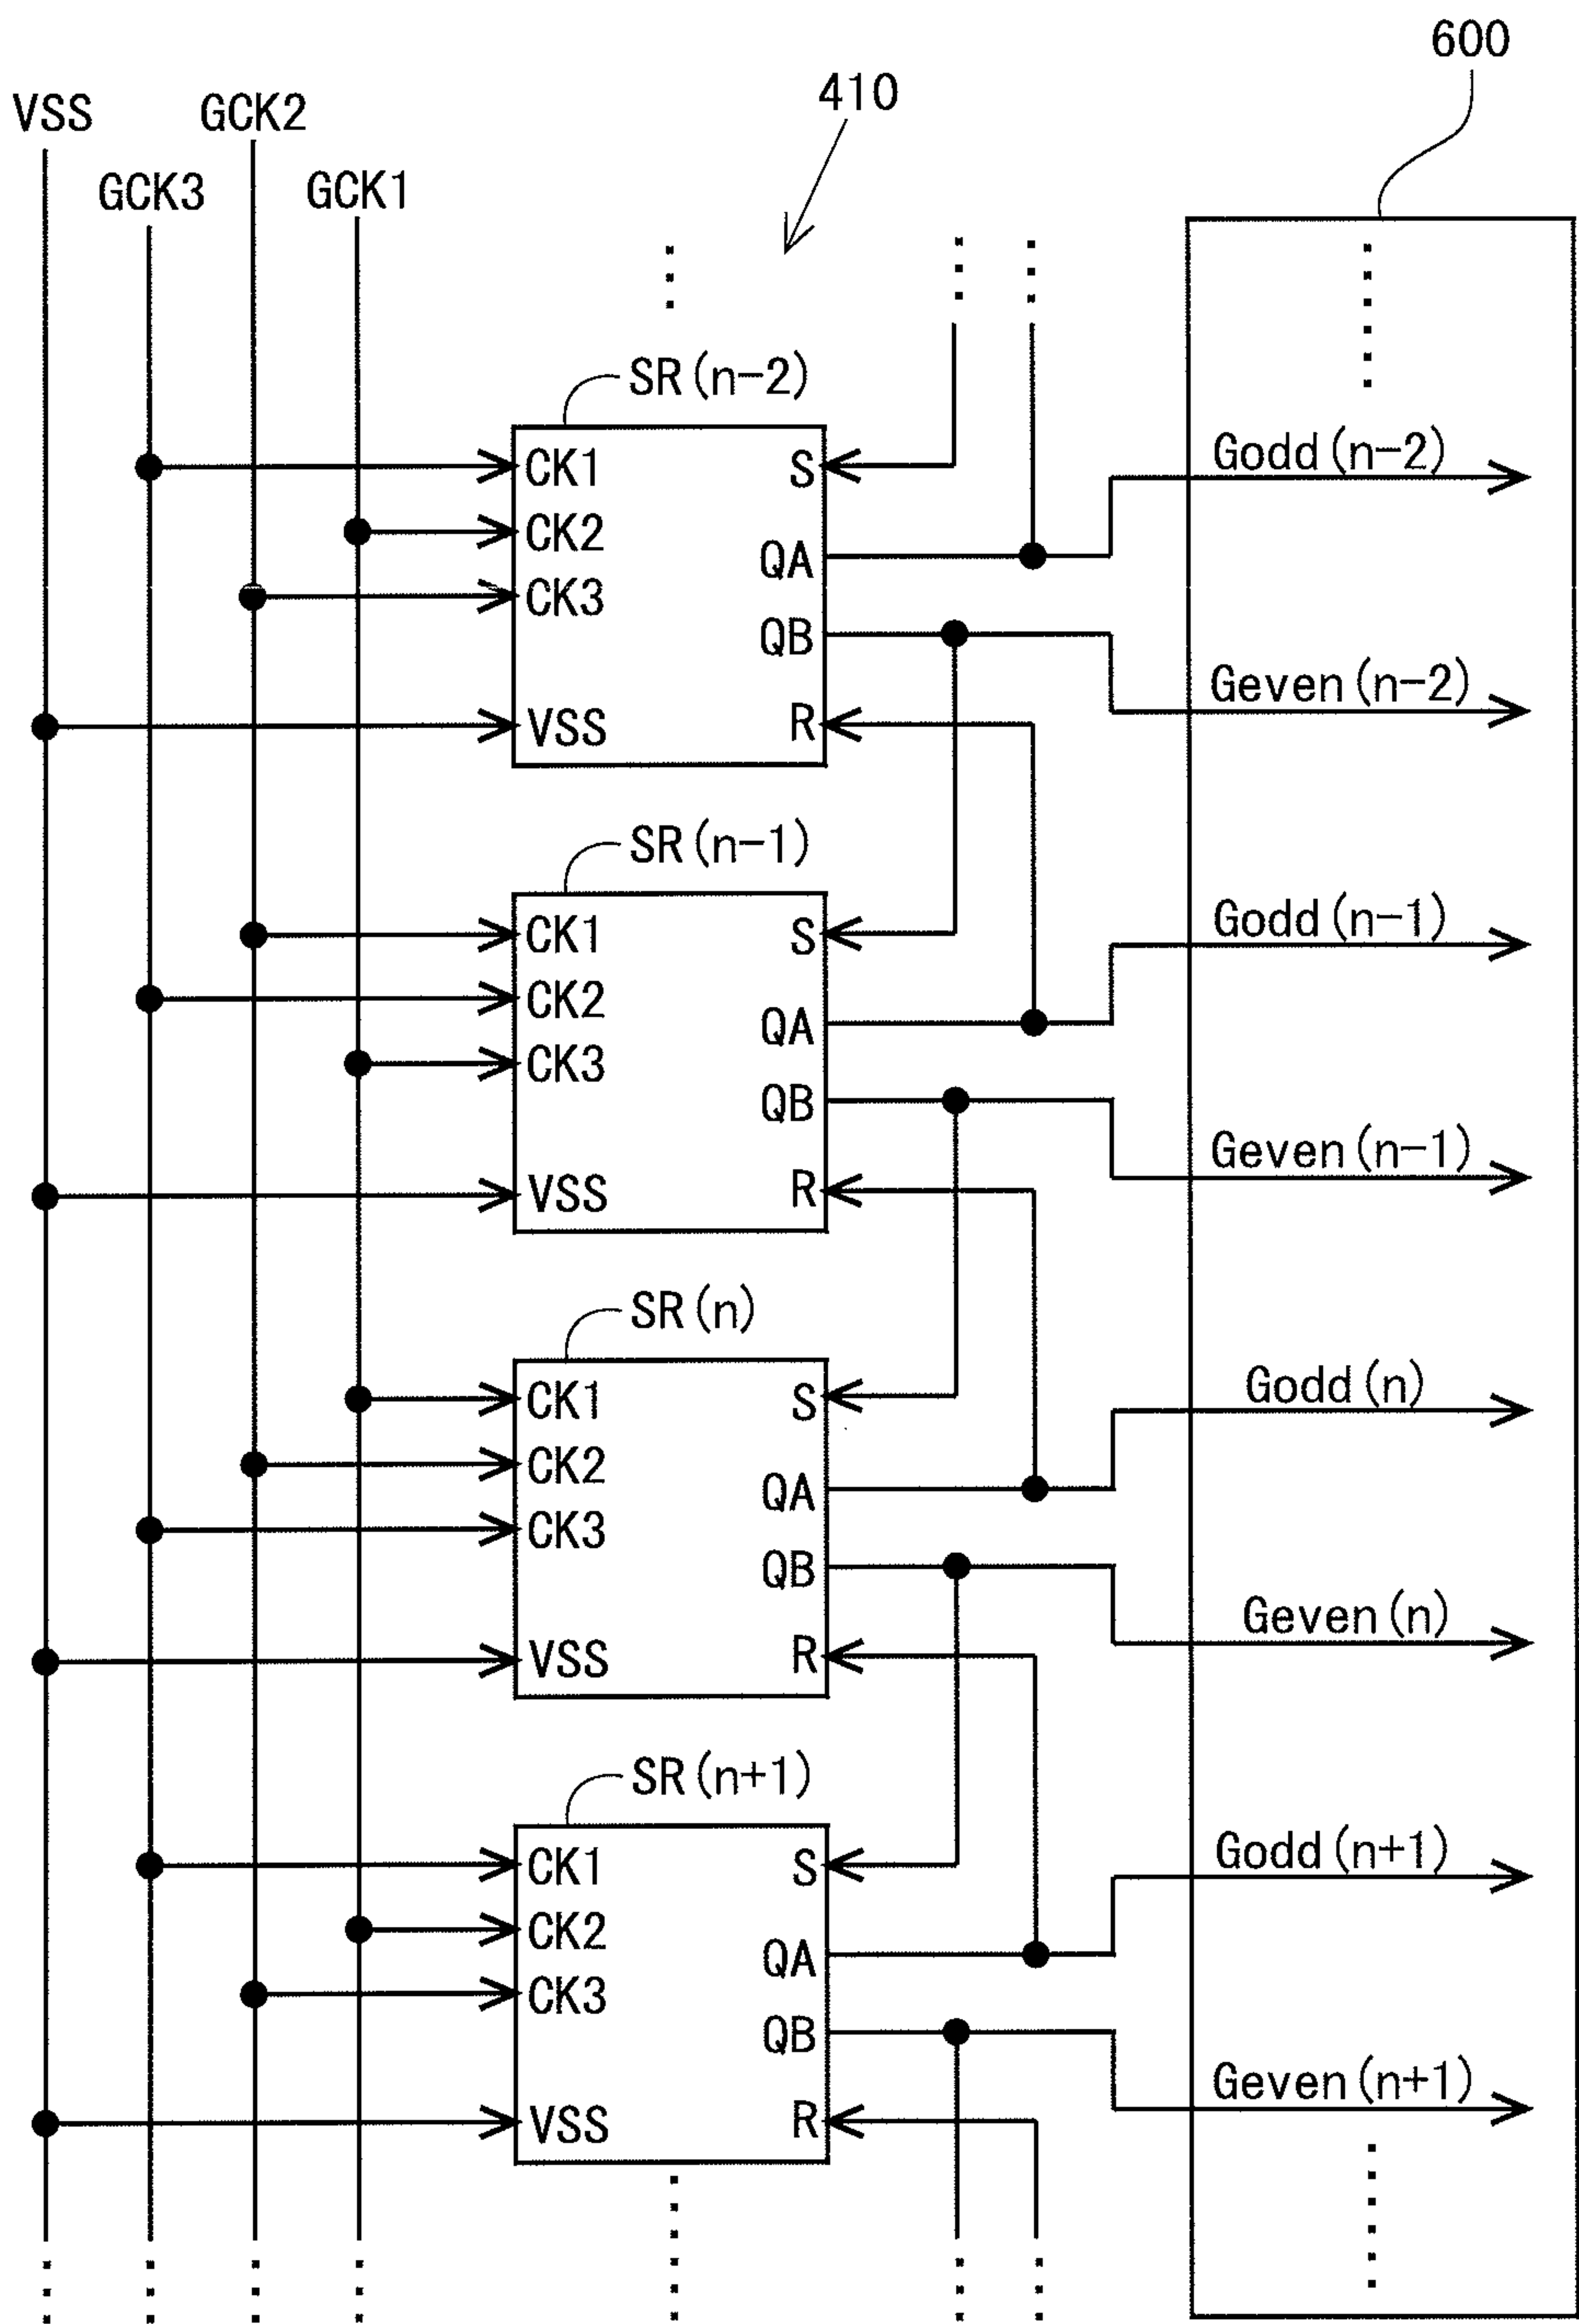 600
410
VSS
GCK2
GCK3
GCK1
SR(n-2)
CK1
S
Godd(n-2)
CK2
QA
CK3
QB
Geven(n-2)
VSS
R
SR(n-1)
CK1
S
Godd(n-1)
CK2
QA
CK3
QB
Geven(n-1)
VSS
R
SR(n)
CK1
S
Godd(n)
CK2
QA
CK3
QB
Geven(n)
VSS
R
SR(n+1)
CK1
S
Godd(n+1)
CK2
QA
CK3
QB
Geven(n+1)
VSS
R